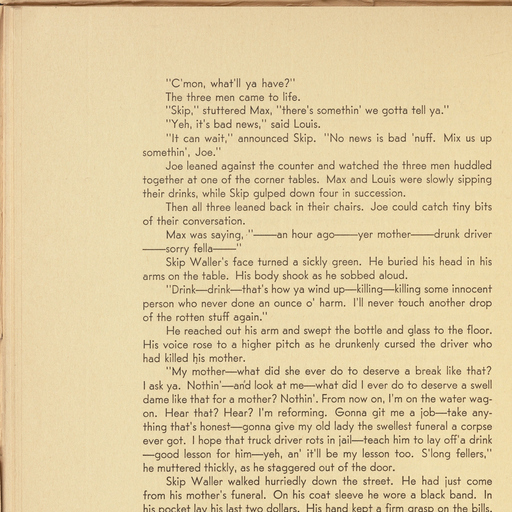 "C'mon, what'll ya have?"
The three men came to life.
"Skip," stuttered Max, "there's somethin' we gotta tell ya."
"Yeh, it's bad news," said Louis.
"It can wait," announced Skip. "No news is bad 'nuff. Mix us up
somethin', Joe."
Joe leaned against the counter and watched the three men huddled
together at one of the corner tables. Max and Louis were slowly sipping
their drinks, while Skip gulped down four in succession.
Then all three leaned back in their chairs. Joe could catch tiny bits
of their conversation.
Max was saying, "——an hour ago——yer mother——drunk driver
——sorry fella——"
Skip Waller's face turned a sickly green. He buried his head in his
arms on the table. His body shook as he sobbed aloud.
"Drink—drink—that's how ya wind up—killing—killing some innocent
person who never done an ounce o' harm. I'll never touch another drop
of the rotten stuff again."
He reached out his arm and swept the bottle and glass to the floor.
His voice rose to a higher pitch as he drunkenly cursed the driver who
had killed his mother.
"My mother—what did she ever do to deserve a break like that?
I ask ya. Nothin'—and look at me—what did I ever do to deserve a swell
dame like that for a mother? Nothin'. From now on, I'm on the water wag-
on. Hear that? Hear? I'm reforming. Gonna git me a job—take any-
thing that's honest—gonna give my old lady the swellest funeral a corpse
ever got. I hope that truck driver rots in jail—teach him to lay off'a drink
—good lesson for him—yeh, an' it'll be my lesson too. S'long fellers,"
he muttered thickly, as he staggered out of the door.
Skip Waller walked hurriedly down the street. He had just come
from his mother's funeral. On his coat sleeve he wore a black band. In
his pocket lay his last two dollars. His hand kept a firm grasp on the bills.